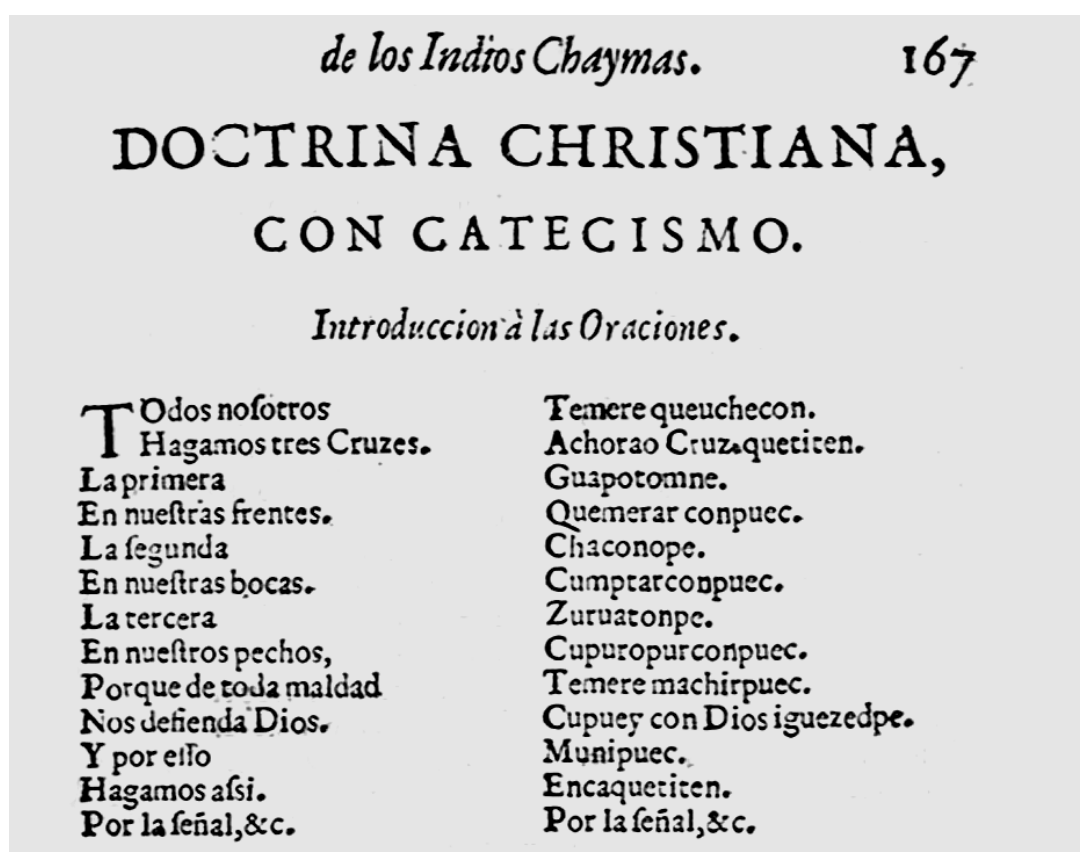 de los Indios Chaymas. 167
DOCTRINA CHRISTIANA,
CON CATECISMO.
Introduccion à las Oraciones.
TOdos noſotros
Hagamos tres Cruzes.
La primera
En nueſtras frentes.
La ſegunda
En nueſtras bocas.
La tercera
En nueſtros pechos,
Porque de toda maldad
Nos defienda Dios.
Y por eſſo
Hagamos aſsi.
Por la ſeñal, &c.
Temere queuchecon.
Achorao Cruz quetiten.
Guapotomne.
Quemerar conpuec.
Chaconope.
Cumptarconpuec.
Zuruatonpe.
Cupuropurconpuec.
Temere machirpuec.
Cupuey con Dios iguezedpe.
Munipuec.
Encaquetiten.
Por la ſeñal, &c.